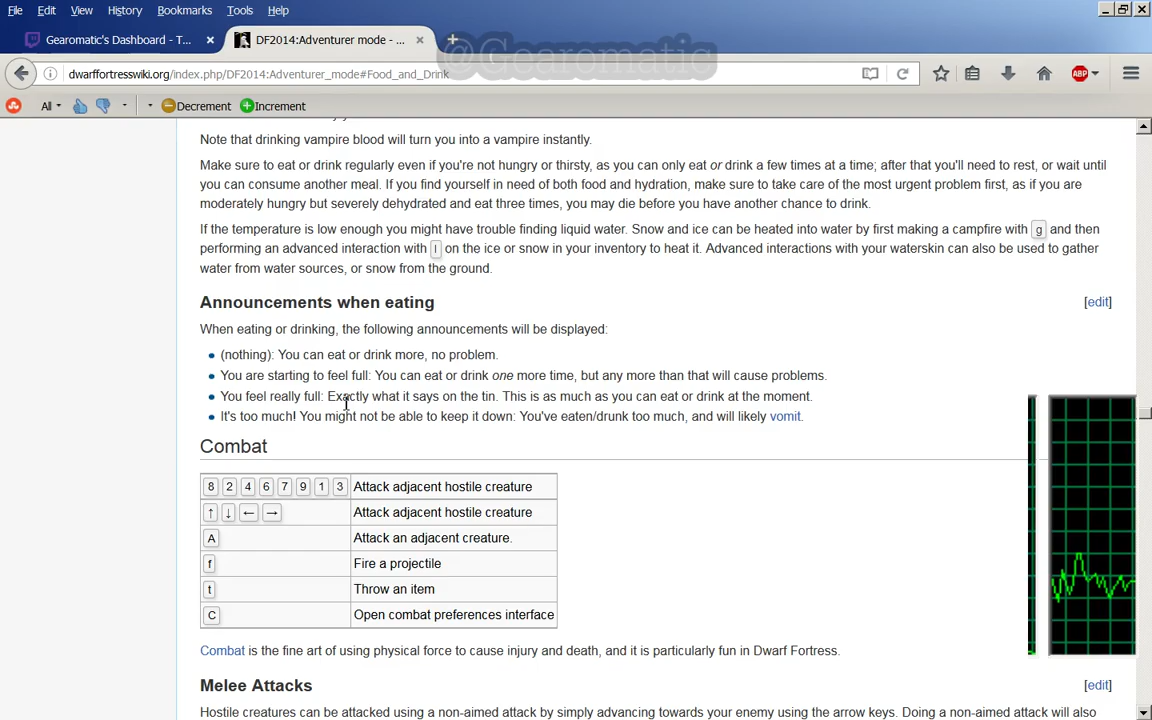 File Edit View History Bookmarks Tools Help
Gearomatic's Dashboard - T... × DF2014:Adventurer mode - ... × +
@Gearomatic
dwarffortresswiki.org/index.php/DF2014:Adventurer_mode#Food_and_Drink
ABP
All Decrement Increment
Note that drinking vampire blood will turn you into a vampire instantly.
Make sure to eat or drink regularly even if you're not hungry or thirsty, as you can only eat or drink a few times at a time; after that you'll need to rest, or wait until
you can consume another meal. If you find yourself in need of both food and hydration, make sure to take care of the most urgent problem first, as if you are
moderately hungry but severely dehydrated and eat three times, you may die before you have another chance to drink.
If the temperature is low enough you might have trouble finding liquid water. Snow and ice can be heated into water by first making a campfire with g and then
performing an advanced interaction with I on the ice or snow in your inventory to heat it. Advanced interactions with your waterskin can also be used to gather
water from water sources, or snow from the ground.
Announcements when eating [edit]
When eating or drinking, the following announcements will be displayed:
(nothing): You can eat or drink more, no problem.
You are starting to feel full: You can eat or drink one more time, but any more than that will cause problems.
You feel really full: Exactly what it says on the tin. This is as much as you can eat or drink at the moment.
It's too much! You might not be able to keep it down: You've eaten/drunk too much, and will likely vomit.
Combat
8 2 4 6 7 9 1 3 Attack adjacent hostile creature
↑ ↓ ← → Attack adjacent hostile creature
A Attack an adjacent creature.
f Fire a projectile
t Throw an item
C Open combat preferences interface
Combat is the fine art of using physical force to cause injury and death, and it is particularly fun in Dwarf Fortress.
Melee Attacks [edit]
Hostile creatures can be attacked using a non-aimed attack by simply advancing towards your enemy using the arrow keys. Doing a non-aimed attack will also